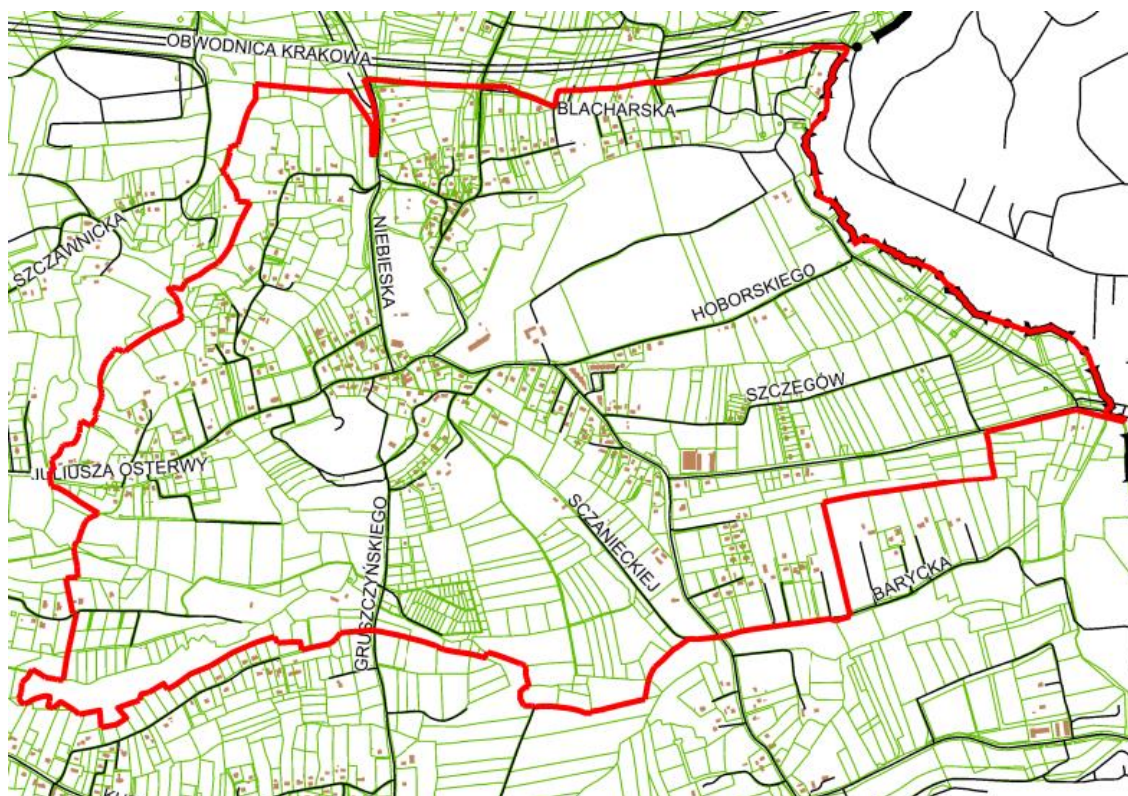 OBWODNICA KRAKOWA
BLACHARSKA
SZCZAWNICKA
NIEBIESKA
HOBORSKIEGO
SZCZEGÓW
JULIUSZA OSTERWY
SCZANIECKIEJ
GRUSZCZYŃSKIEGO
BARYCKA